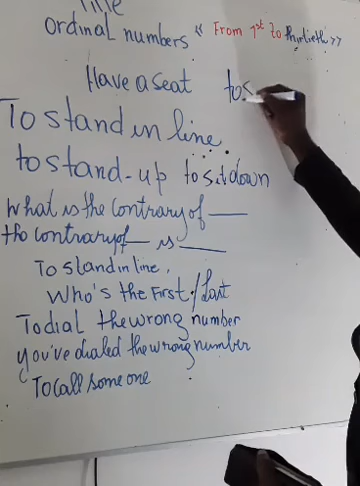 Title
ordinal numbers « From 1st to thirtieth »
Have a seat to s
To stand in line
to stand-up to sit down
what is the contrary of ___
the contrary of ___ is ___
To stand in line.
Who's the First / Last
To dial the wrong number
you've dialed the wrong number
To call some one